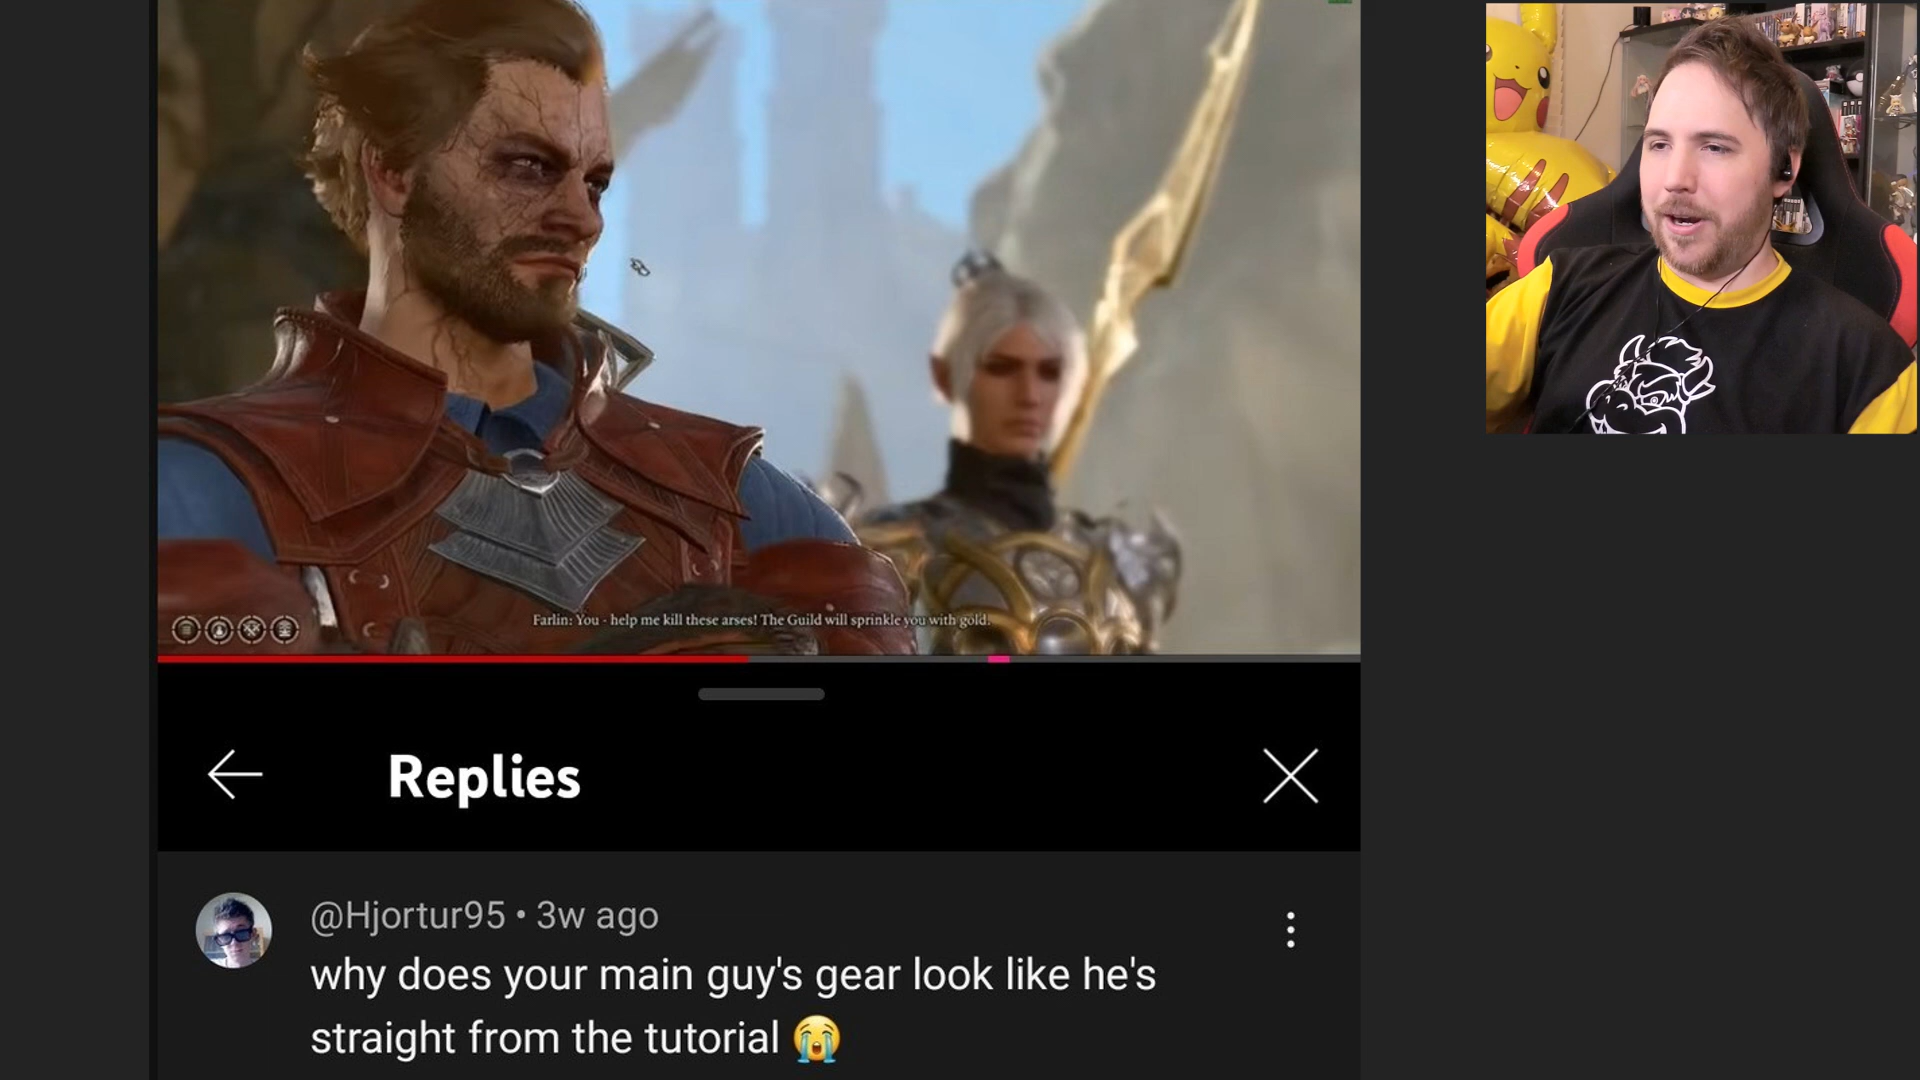 Farlin: You - help me kill these arses! The Guild will sprinkle you with gold.
Replies
@Hjortur95 • 3w ago
why does your main guy's gear look like he's
straight from the tutorial 😭